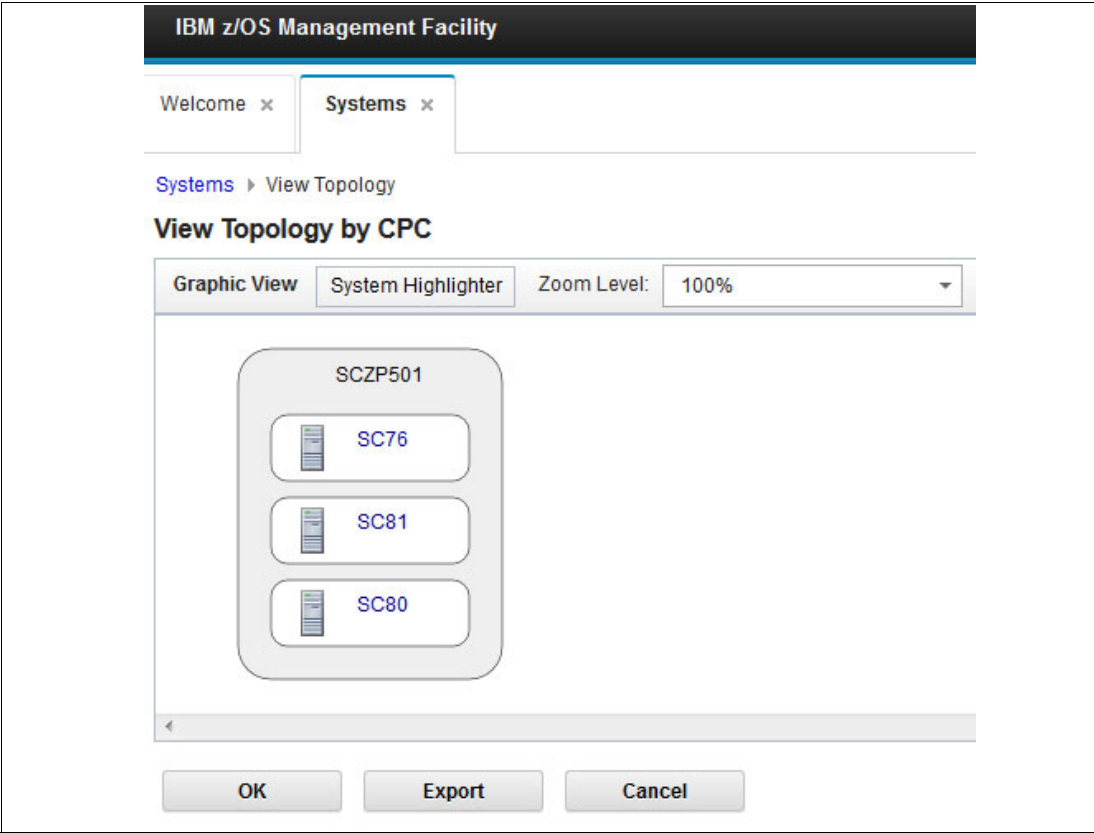 IBM z/OS Management Facility
Welcome × Systems ×
Systems ▸ View Topology
View Topology by CPC
Graphic View System Highlighter Zoom Level: 100%
SCZP501
SC76
SC81
SC80
OK Export Cancel